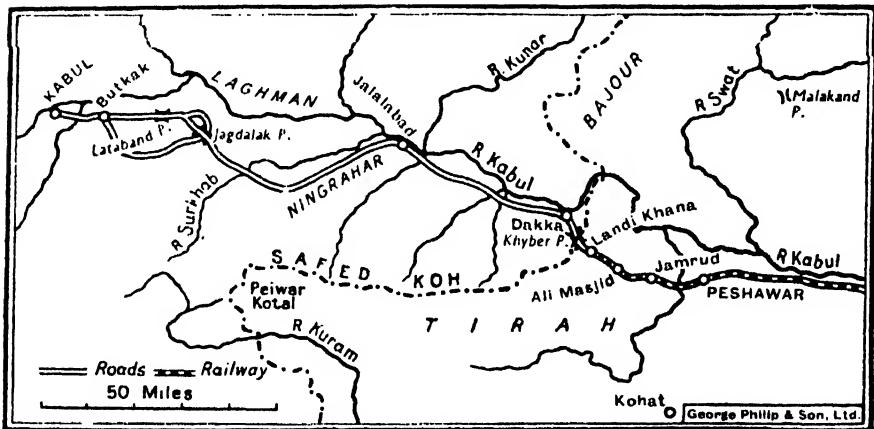 KABUL
Butkak
LAGHMAN
Jalalabad
R. Kunar
BAJOUR
R Swat
Malakand
P.
Lataband P.
Jagdalak P.
R Surkhab
NINGRAHAR
R Kabul
Dakka
Khyber P.
Landi Khana
R Kabul
Ali Masjid
Jamrud
PESHAWAR
SAFED KOH
Peiwar
Kotal
R Kuram
TIRAH
Roads Railway
50 Miles
Kohat
George Philip & Son, Ltd.